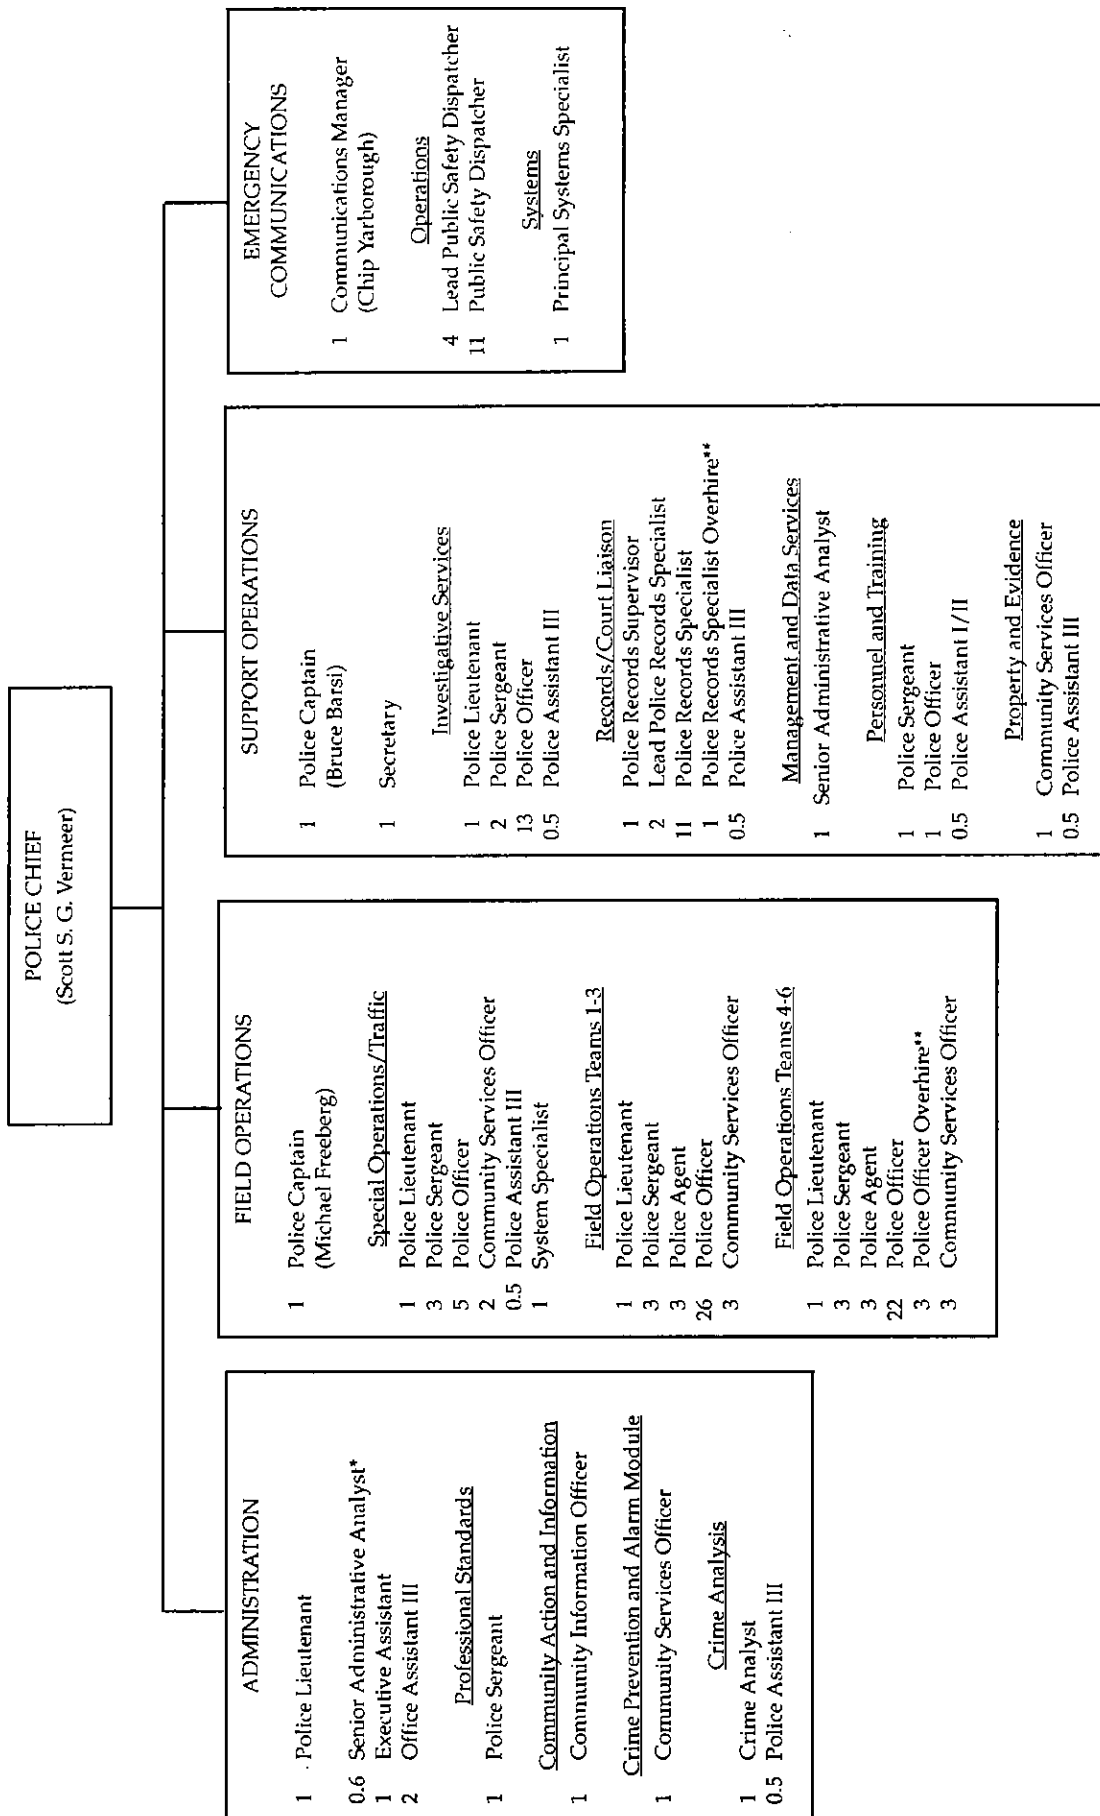 POLICE CHIEF
(Scott S. G. Vermeer)
ADMINISTRATION
1 Police Lieutenant
0.6 Senior Administrative Analyst*
1 Executive Assistant
2 Office Assistant III
Professional Standards
1 Police Sergeant
Community Action and Information
1 Community Information Officer
Crime Prevention and Alarm Module
1 Community Services Officer
Crime Analysis
1 Crime Analyst
0.5 Police Assistant III
FIELD OPERATIONS
1 Police Captain
(Michael Freeberg)
Special Operations/Traffic
1 Police Lieutenant
3 Police Sergeant
5 Police Officer
2 Community Services Officer
0.5 Police Assistant III
1 System Specialist
Field Operations Teams 1-3
1 Police Lieutenant
3 Police Sergeant
3 Police Agent
26 Police Officer
3 Community Services Officer
Field Operations Teams 4-6
1 Police Lieutenant
3 Police Sergeant
3 Police Agent
22 Police Officer
3 Police Officer Overhire**
3 Community Services Officer
SUPPORT OPERATIONS
1 Police Captain
(Bruce Barsi)
1 Secretary
Investigative Services
1 Police Lieutenant
2 Police Sergeant
13 Police Officer
0.5 Police Assistant III
Records/Court Liaison
1 Police Records Supervisor
2 Lead Police Records Specialist
11 Police Records Specialist
1 Police Records Specialist Overhire**
0.5 Police Assistant III
Management and Data Services
1 Senior Administrative Analyst
Personnel and Training
1 Police Sergeant
1 Police Officer
0.5 Police Assistant I/II
Property and Evidence
1 Community Services Officer
0.5 Police Assistant III
EMERGENCY
COMMUNICATIONS
1 Communications Manager
(Chip Yarborough)
Operations
4 Lead Public Safety Dispatcher
11 Public Safety Dispatcher
Systems
1 Principal Systems Specialist